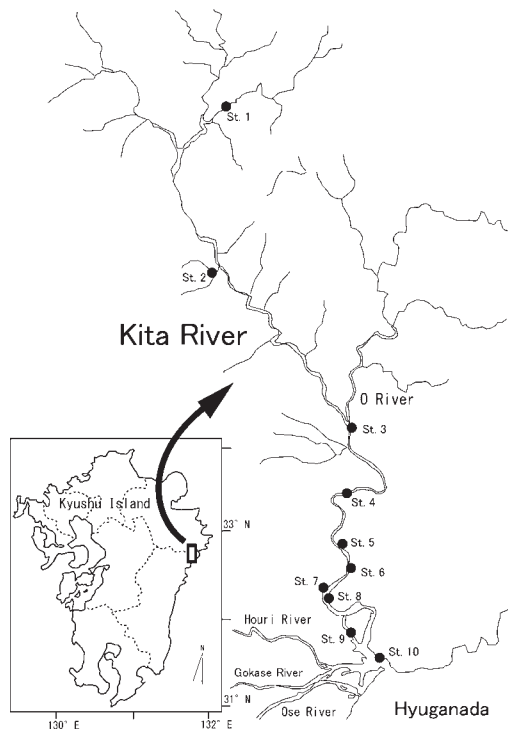 St. 1
St. 2
Kita River
O River
St. 3
Kyushu Island
33° N
St. 4
St. 5
St. 6
St. 7
St. 8
Houri River
St. 9
St. 10
Gokase River
N
31° N
Ose River
Hyuganada
130° E
132° E